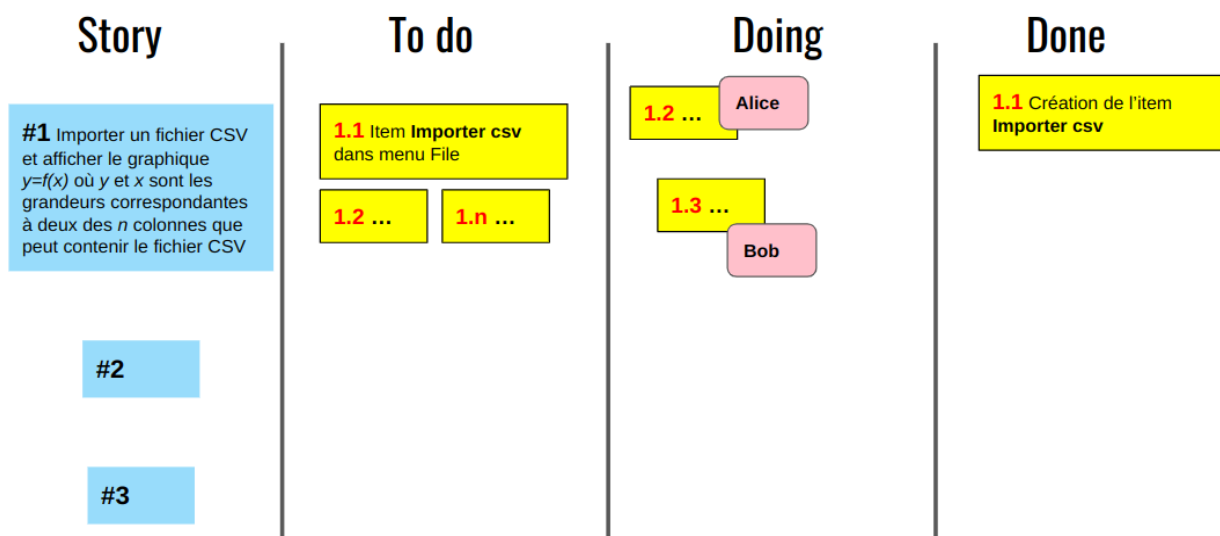 Story
To do
Doing
Done
#1 Importer un fichier CSV
et afficher le graphique
y=f(x) où y et x sont les
grandeurs correspondantes
à deux des n colonnes que
peut contenir le fichier CSV
#2
#3
1.1 Item Importer csv
dans menu File
1.2 ...
1.n ...
1.2 ...
Alice
1.3 ...
Bob
1.1 Création de l'item
Importer csv